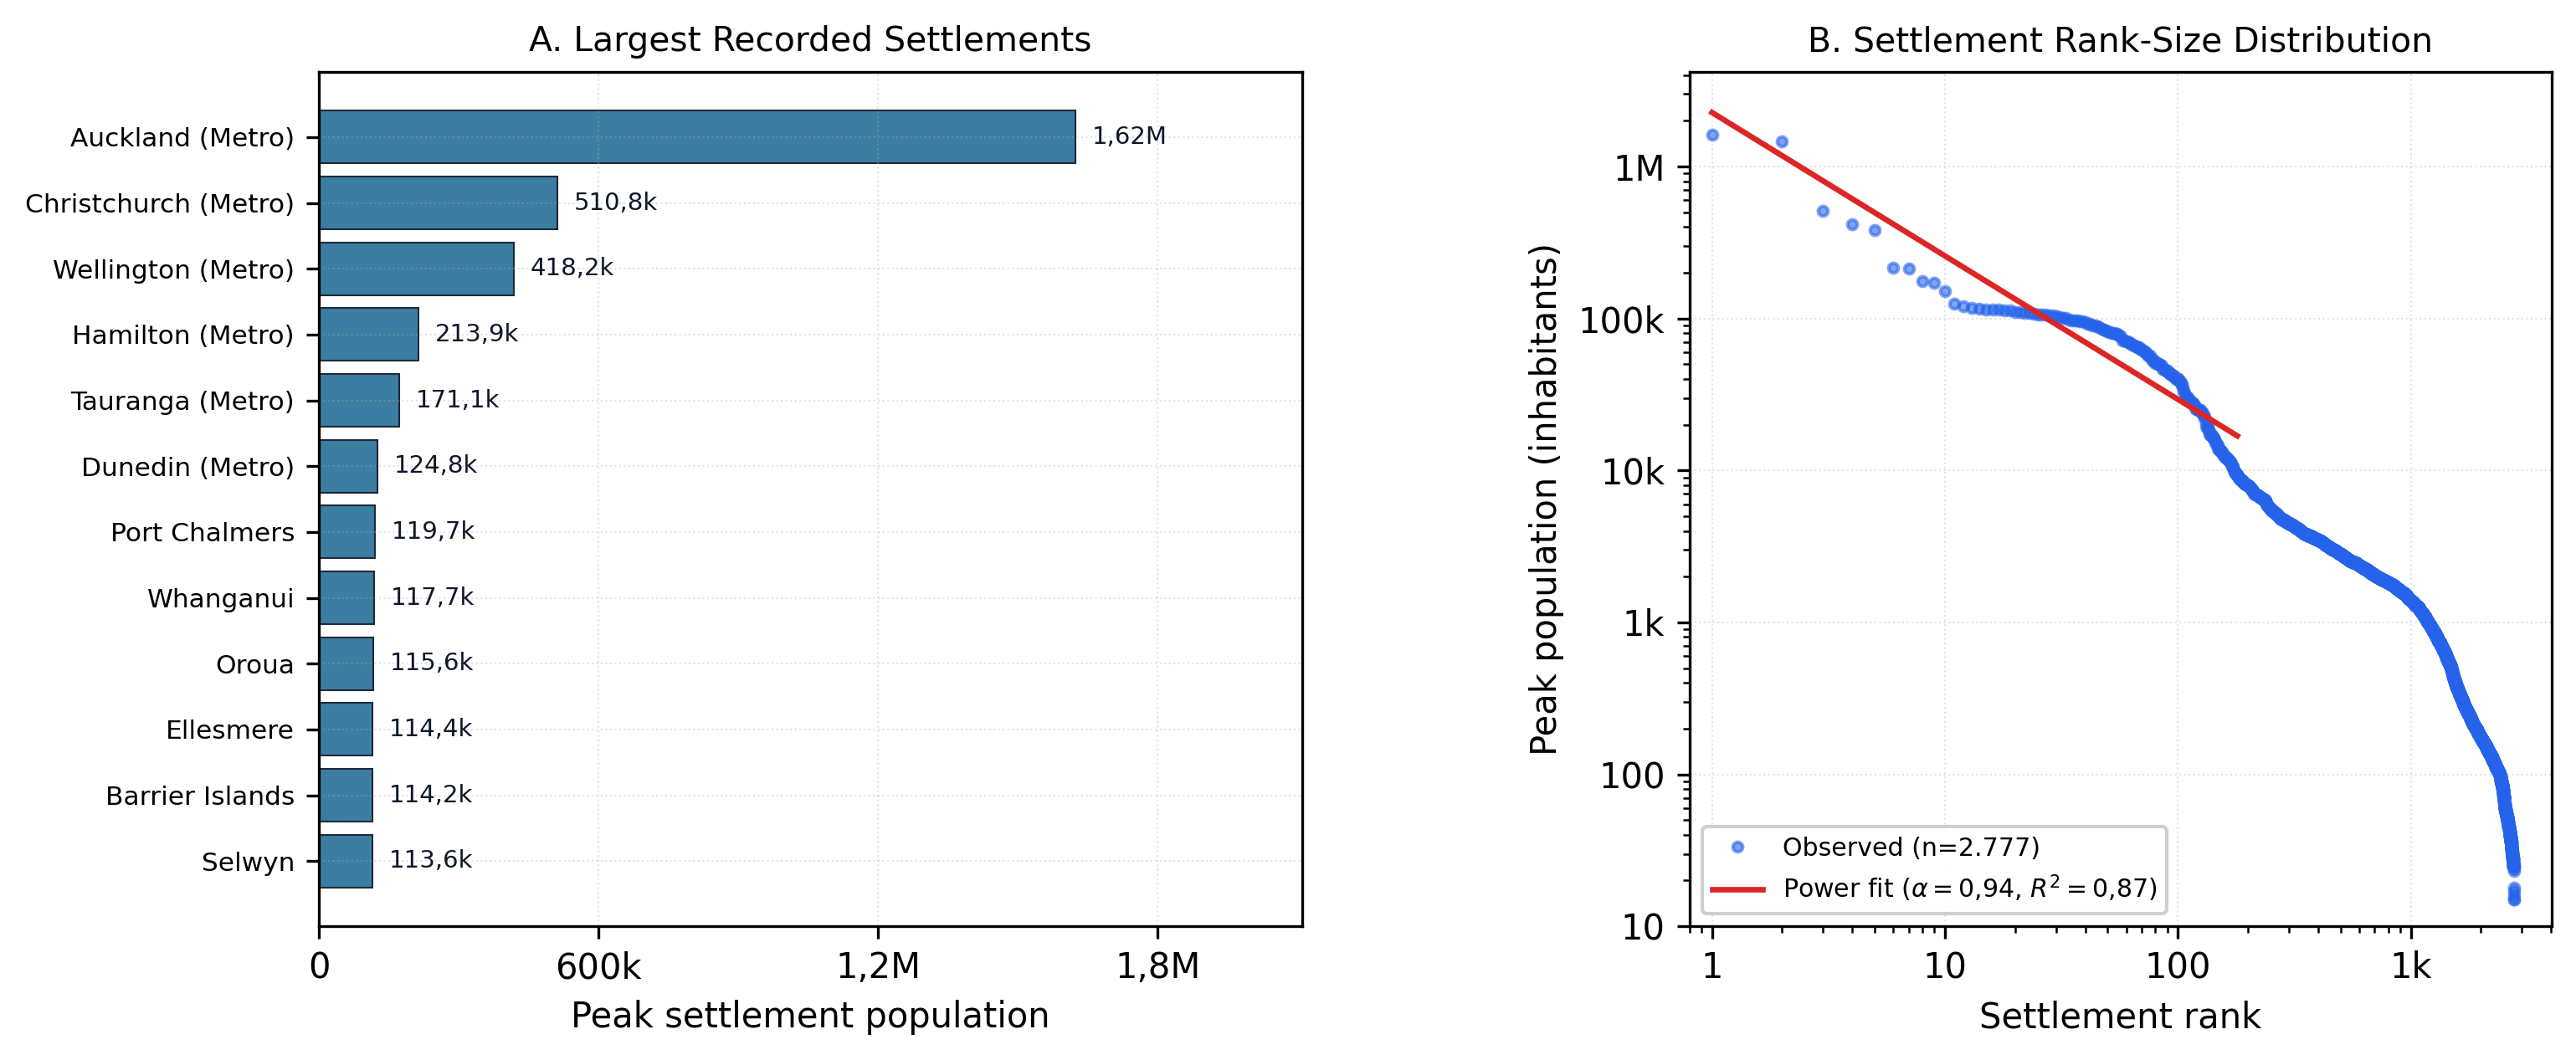 A. Largest Recorded Settlements
Auckland (Metro)
1,62M
Christchurch (Metro)
510,8k
Wellington (Metro)
418,2k
Hamilton (Metro)
213,9k
Tauranga (Metro)
171,1k
Dunedin (Metro)
124,8k
Port Chalmers
119,7k
Whanganui
117,7k
Oroua
115,6k
Ellesmere
114,4k
Barrier Islands
114,2k
Selwyn
113,6k
0 600k 1,2M 1,8M
Peak settlement population
B. Settlement Rank-Size Distribution
Peak population (inhabitants)
1M
100k
10k
1k
100
10
Observed (n=2.777)
Power fit (α = 0,94, R² = 0,87)
1 10 100 1k
Settlement rank